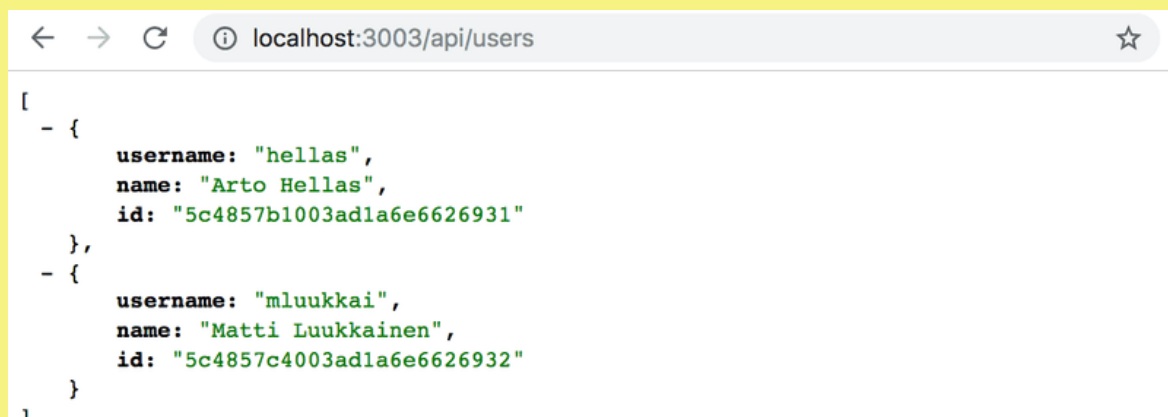 localhost:3003/api/users
[
- {
username: "hellas",
name: "Arto Hellas",
id: "5c4857b1003ad1a6e6626931"
},
- {
username: "mluukkai",
name: "Matti Luukkainen",
id: "5c4857c4003ad1a6e6626932"
}
]